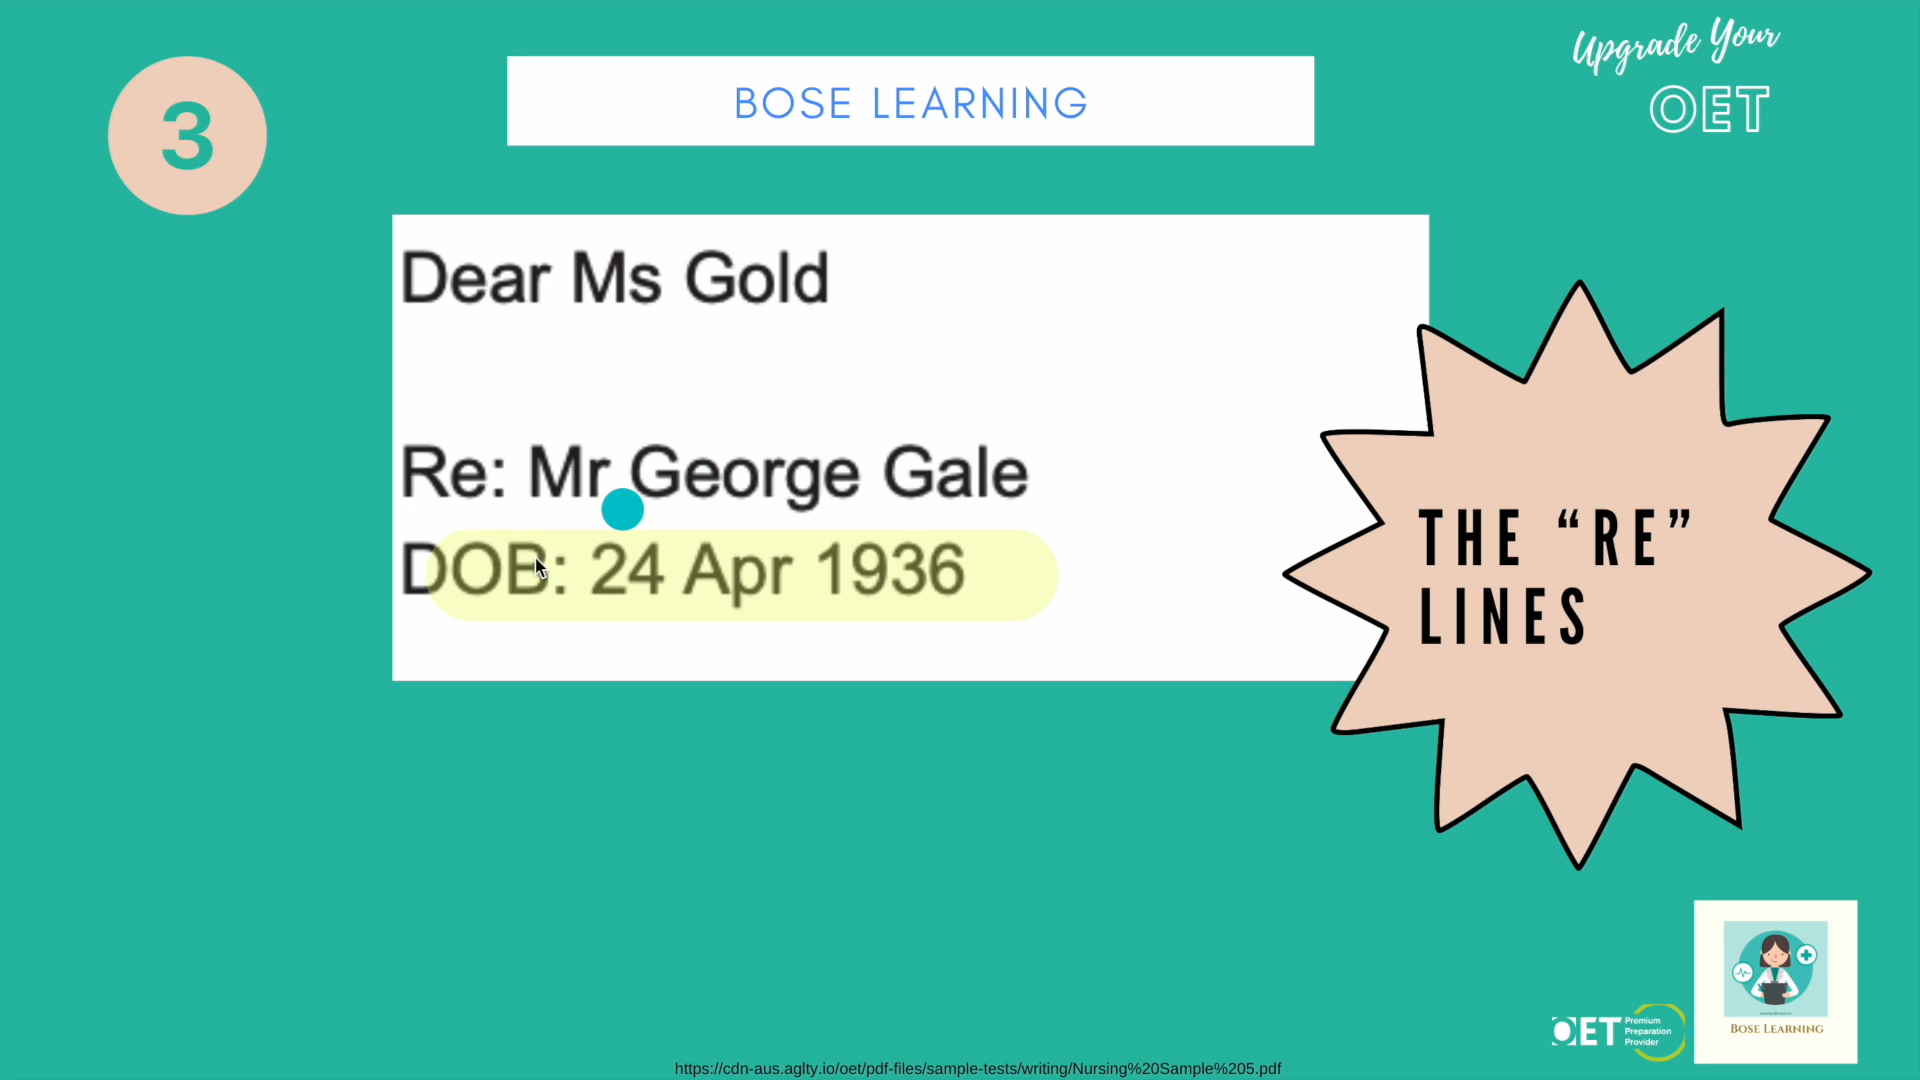 3
BOSE LEARNING
Upgrade Your
OET
Dear Ms Gold
Re: Mr George Gale
DOB: 24 Apr 1936
THE “RE”
LINES
OET Premium
Preparation
Provider
BOSE LEARNING
https://cdn-aus.aglty.io/oet/pdf-files/sample-tests/writing/Nursing%20Sample%205.pdf